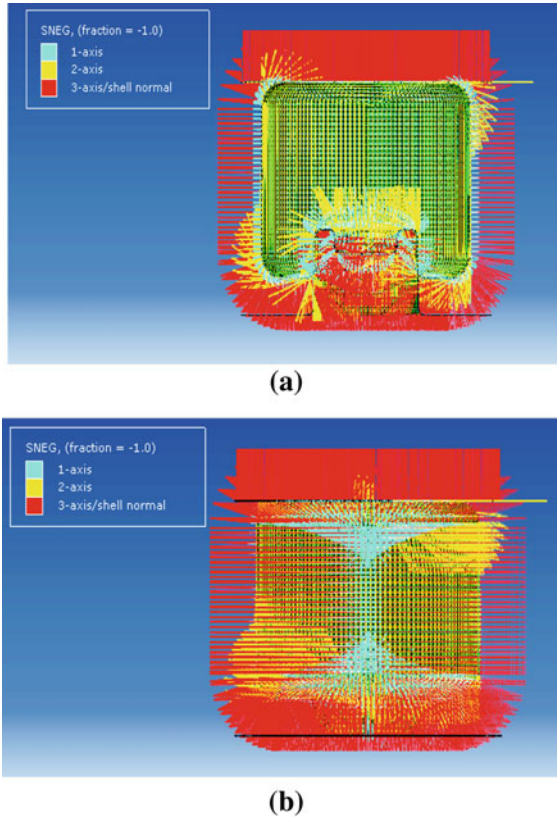 SNEG, (fraction = -1.0)
1-axis
2-axis
3-axis/shell normal
(a)
SNEG, (fraction = -1.0)
1-axis
2-axis
3-axis/shell normal
(b)